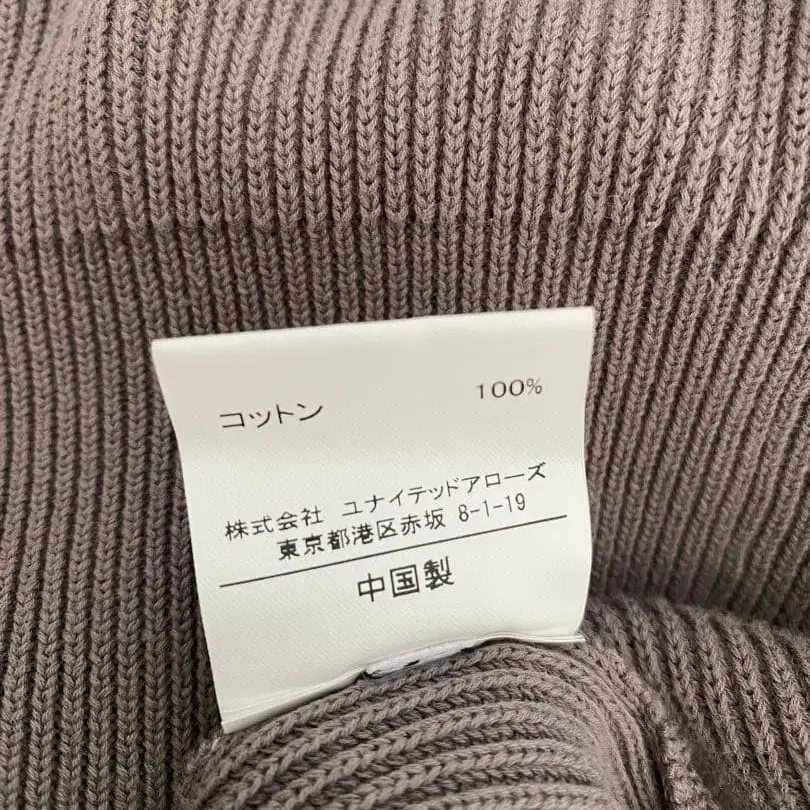 コットン 100%
株式会社 ユナイテッドアローズ
東京都港区赤坂 8-1-19
中国製